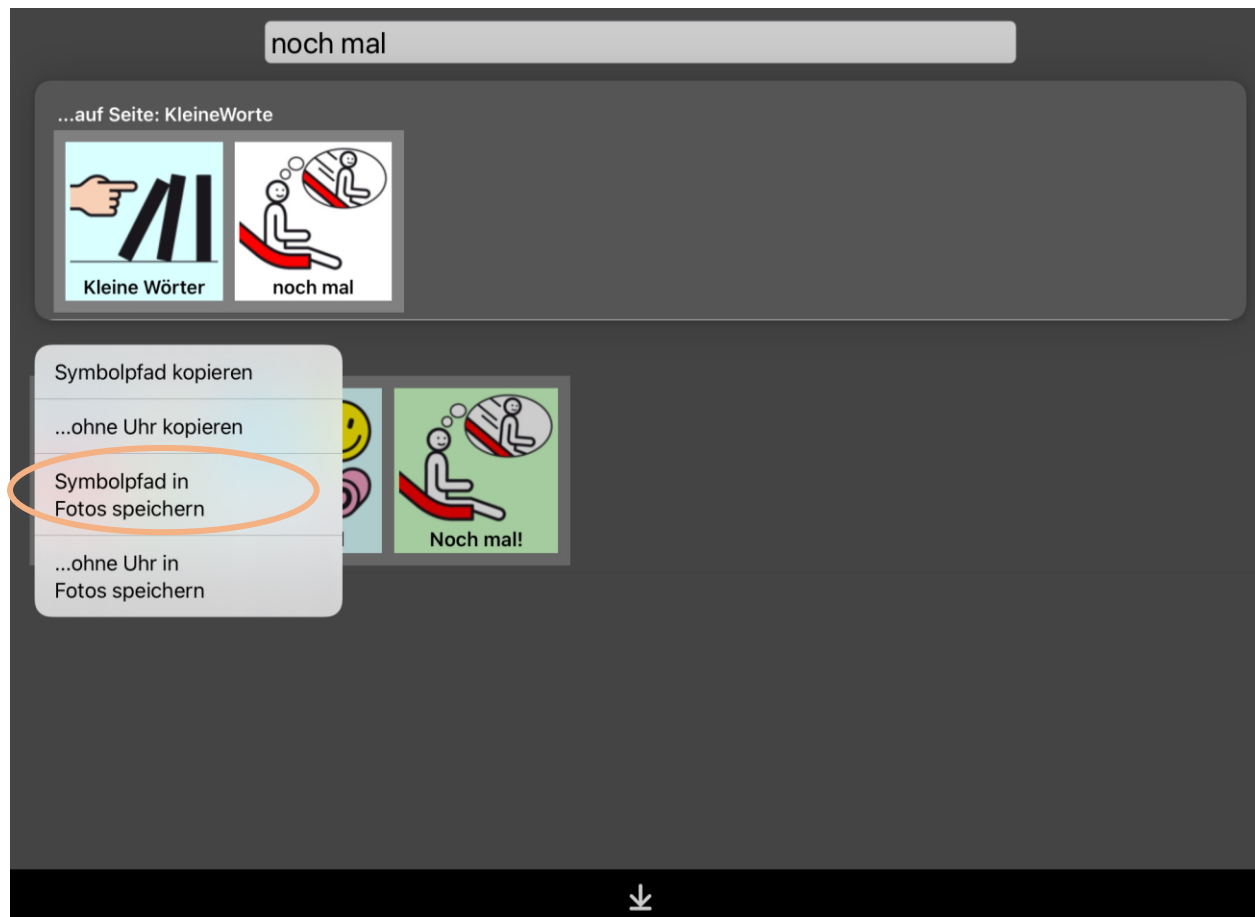 noch mal
...auf Seite: KleineWorte
Kleine Wörter
noch mal
Symbolpfad kopieren
...ohne Uhr kopieren
Symbolpfad in
Fotos speichern
...ohne Uhr in
Fotos speichern
Noch mal!